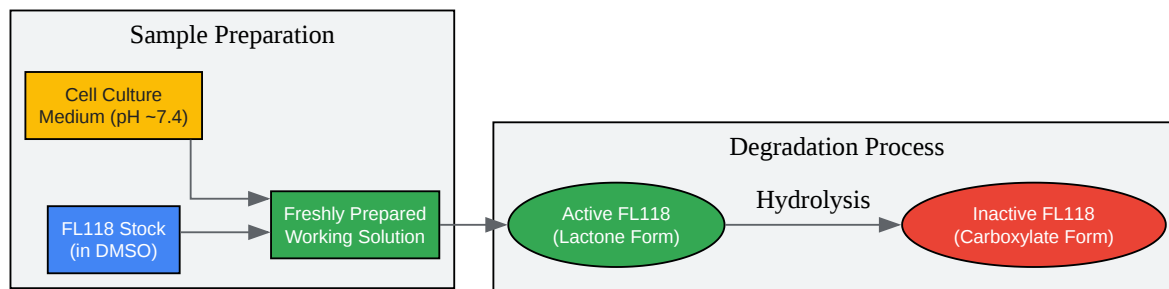 Sample Preparation
Cell Culture
Medium (pH ~7.4)
FL118 Stock
(in DMSO)
Freshly Prepared
Working Solution
Degradation Process
Active FL118
(Lactone Form)
Hydrolysis
Inactive FL118
(Carboxylate Form)